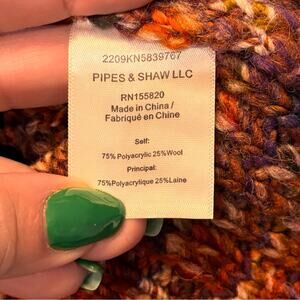 2209KN5839767
PIPES & SHAW LLC
RN155820
Made in China /
Fabriqué en Chine
Self:
75% Polyacrylic 25%Wool
Principal:
75%Polyacrylique 25%Laine